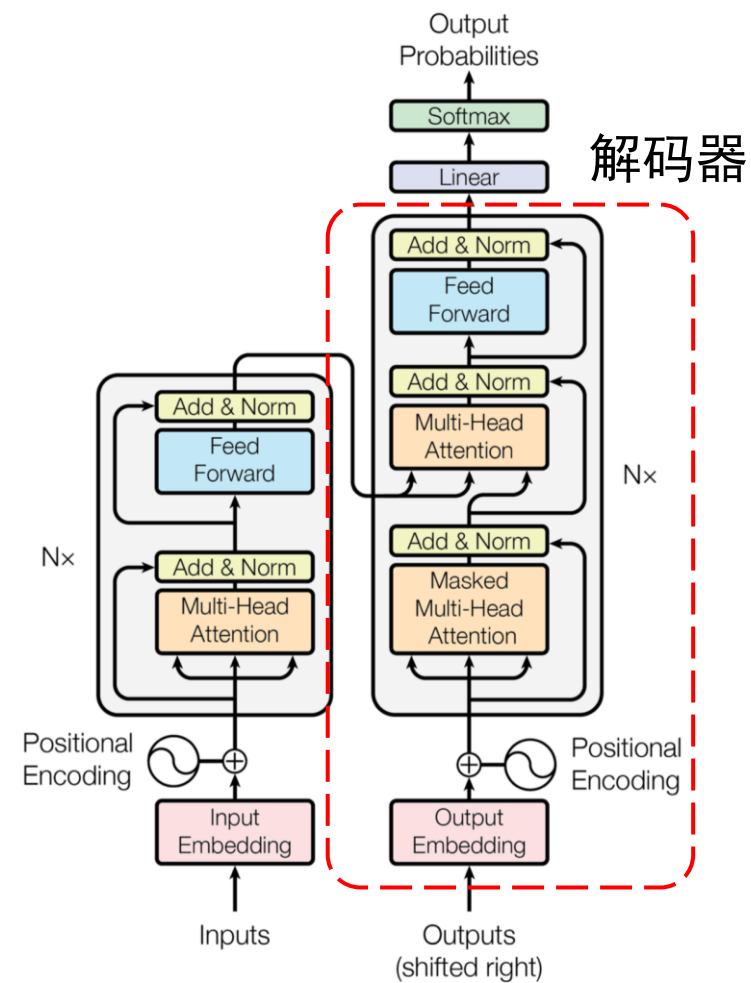 Output
Probabilities
Softmax
解码器
Linear
Add & Norm
Feed
Forward
Add & Norm
Multi-Head
Attention
Add & Norm
Feed
Forward
N×
Add & Norm
Masked
Multi-Head
Attention
N×
Add & Norm
Multi-Head
Attention
Positional
Encoding
Positional
Encoding
Input
Embedding
Output
Embedding
Inputs
Outputs
(shifted right)